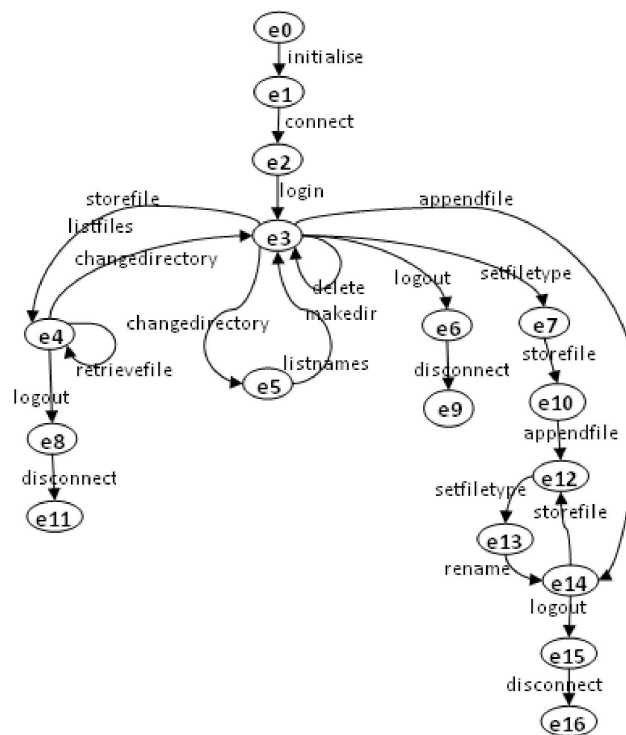 e0
initialise
e1
connect
e2
login
storefile
appendfile
listfiles
e3
changedirectory
logout
setfiletype
delete
makedir
changedirectory
e6
e7
e4
retrievefile
listnames
storefile
e5
disconnect
logout
e9
e10
e8
appendfile
disconnect
e12
setfiletype
storefile
e11
e13
rename
e14
logout
e15
disconnect
e16